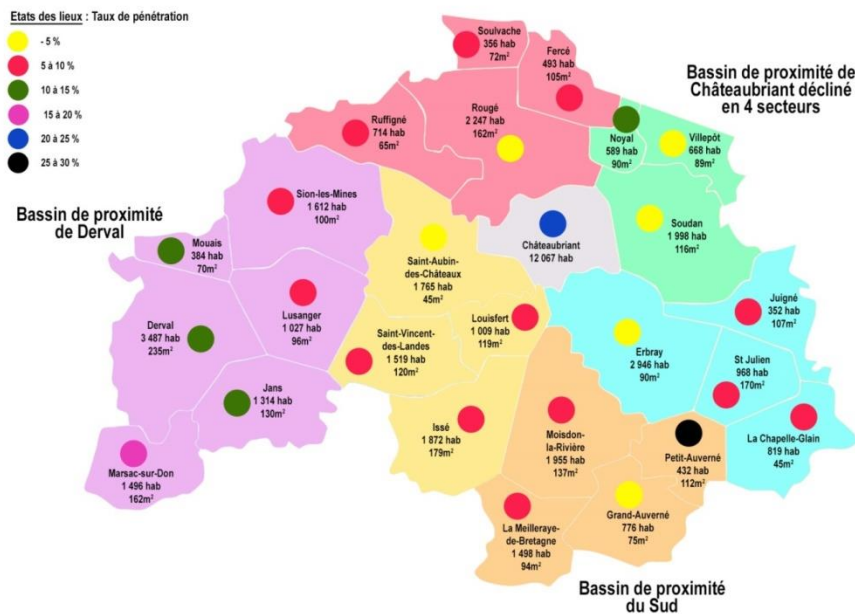 Etats des lieux : Taux de pénétration
- 5 %
5 à 10 %
10 à 15 %
15 à 20 %
20 à 25 %
25 à 30 %
Bassin de proximité de
Châteaubriant décliné
en 4 secteurs
Bassin de proximité
de Derval
Bassin de proximité
du Sud
Soulvache
356 hab
72m²
Fercé
493 hab
105m²
Rougé
2 247 hab
162m²
Ruffigné
714 hab
65m²
Noyal
589 hab
90m²
Villepôt
668 hab
89m²
Sion-les-Mines
1 612 hab
100m²
Soudan
1 998 hab
116m²
Châteaubriant
12 067 hab
Mouais
384 hab
70m²
Saint-Aubin-
des-Châteaux
1 765 hab
45m²
Lusanger
1 027 hab
96m²
Derval
3 487 hab
235m²
Louisfert
1 009 hab
119m²
Saint-Vincent-
des-Landes
1 519 hab
120m²
Juigné
352 hab
107m²
Erbray
2 946 hab
90m²
St Julien
968 hab
170m²
Jans
1 314 hab
130m²
Issé
1 872 hab
179m²
Moisdon-
la-Rivière
1 955 hab
137m²
Petit-Auverné
432 hab
112m²
La Chapelle-Glain
819 hab
45m²
Marsac-sur-Don
1 496 hab
162m²
Grand-Auverné
776 hab
75m²
La Meilleraye-
de-Bretagne
1 498 hab
94m²